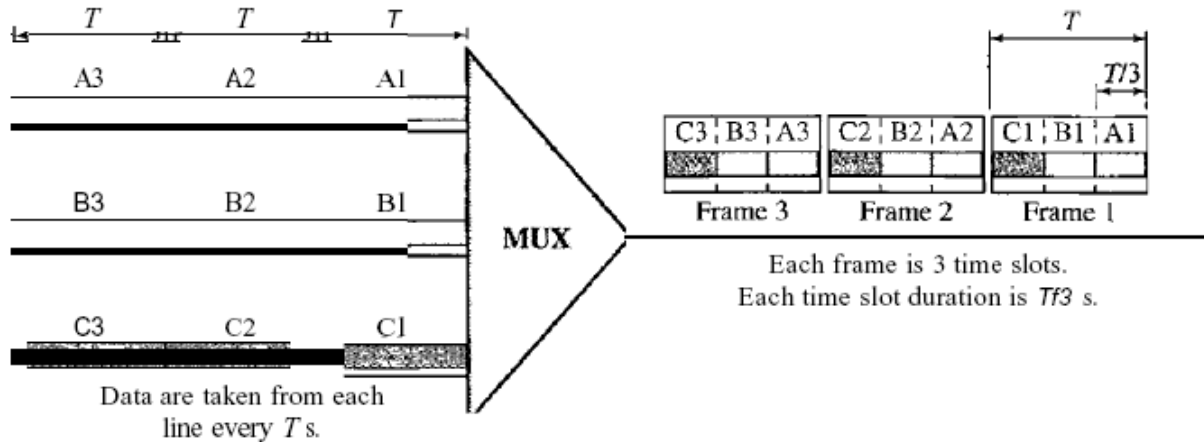 T T T
A3 A2 A1
B3 B2 B1
C3 C2 C1
Data are taken from each
line every T s.
MUX
T
T/3
C3 B3 A3 C2 B2 A2 C1 B1 A1
Frame 3 Frame 2 Frame 1
Each frame is 3 time slots.
Each time slot duration is Tf3 s.